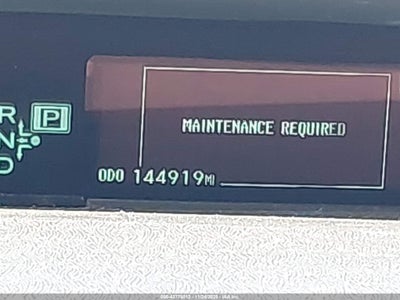 MAINTENANCE REQUIRED
R
P
N
D
ODO 144919MI